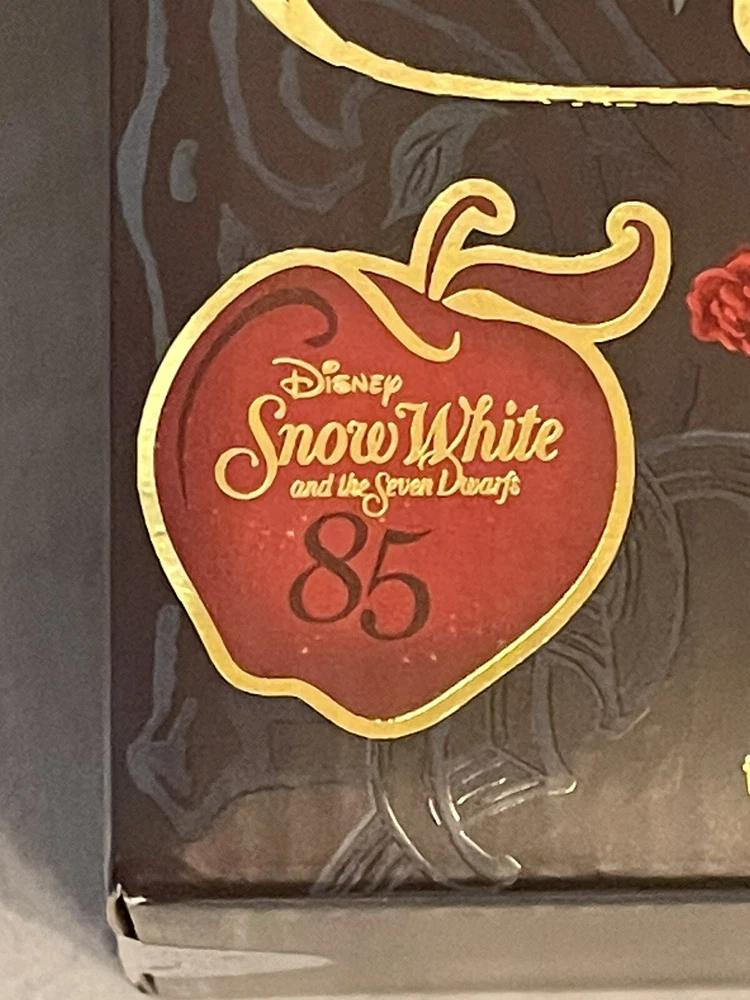 Disney
Snow White
and the Seven Dwarfs
85